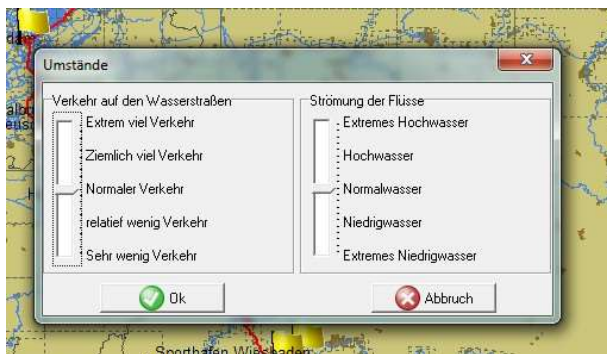 Umstände
Verkehr auf den Wasserstraßen
Extrem viel Verkehr
Ziemlich viel Verkehr
Normaler Verkehr
relatief wenig Verkehr
Sehr wenig Verkehr
Strömung der Flüsse
Extremes Hochwasser
Hochwasser
Normalwasser
Niedrigwasser
Extremes Niedrigwasser
Ok
Abbruch
Sporthafen Wiesbaden